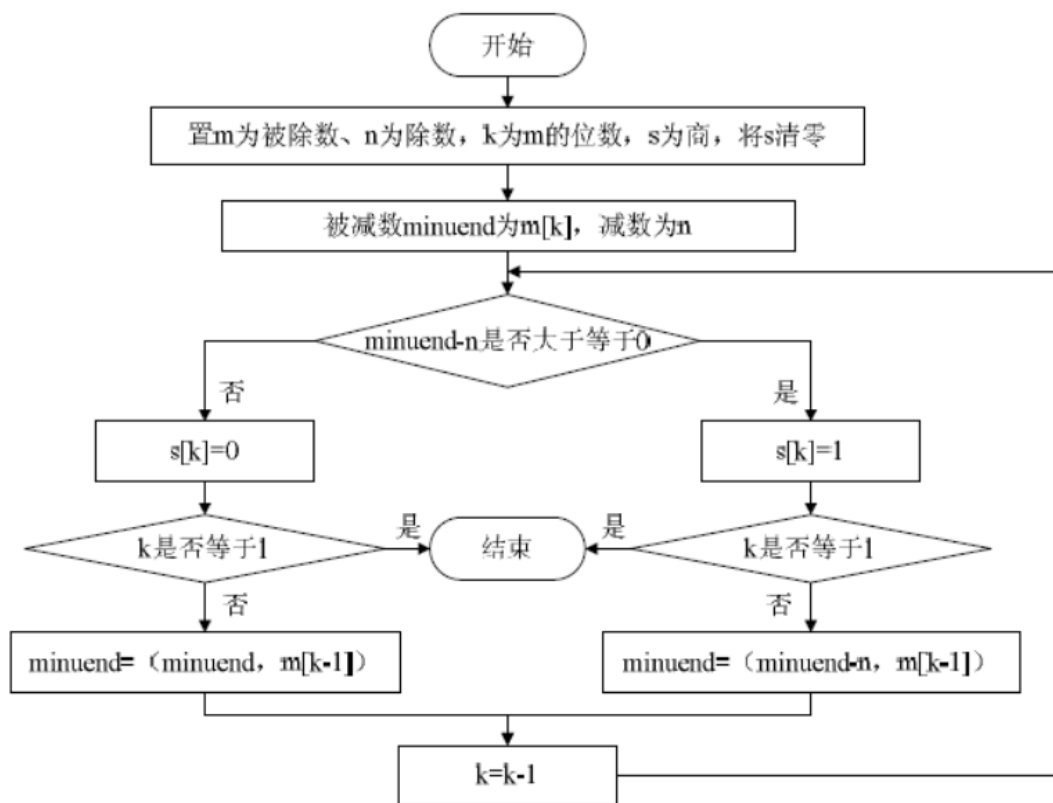 开始
置m为被除数、n为除数，k为m的位数，s为商，将s清零
被减数minuend为m[k]，减数为n
minuend-n是否大于等于0
否
是
s[k]=0
s[k]=1
k是否等于1
是
结束
是
k是否等于1
否
否
minuend=（minuend，m[k-1]）
minuend=（minuend-n，m[k-1]）
k=k-1